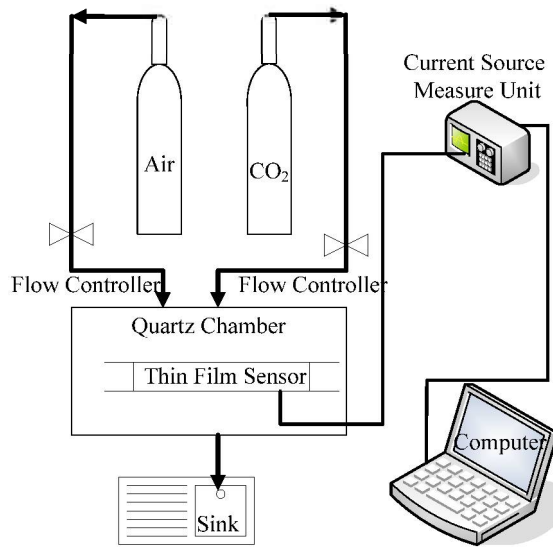 Current Source
Measure Unit
Air
CO₂
Flow Controller
Flow Controller
Quartz Chamber
Thin Film Sensor
Computer
Sink